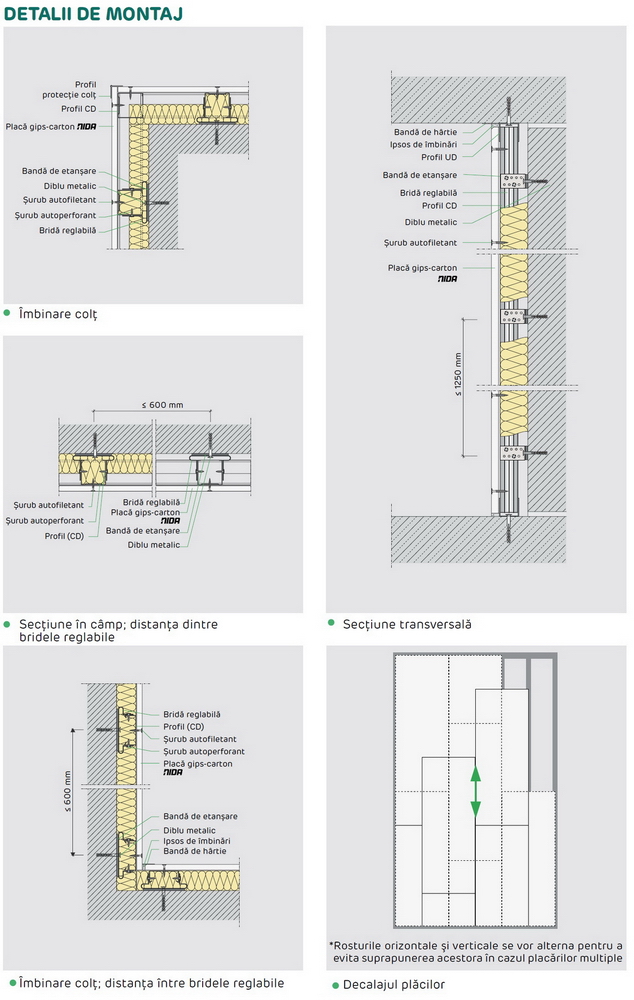 DETALII DE MONTAJ
Profil
protecție colț
Profil CD
Placă gips-carton NIDA
Bandă de etanșare
Diblu metalic
Șurub autofiletant
Șurub autoperforant
Bridă reglabilă
Îmbinare colț
≤ 600 mm
Șurub autofiletant
Șurub autoperforant
Profil (CD)
Bridă reglabilă
Placă gips-carton
NIDA
Bandă de etanșare
Diblu metalic
Secțiune în câmp; distanța dintre
bridele reglabile
Bandă de hârtie
Ipsos de îmbinări
Profil UD
Bandă de etanșare
Bridă reglabilă
Profil CD
Diblu metalic
Șurub autofiletant
Placă gips-carton
NIDA
≤ 1250 mm
Secțiune transversală
Bridă reglabilă
Profil (CD)
Șurub autofiletant
Șurub autoperforant
Placă gips-carton
NIDA
≤ 600 mm
Bandă de etanșare
Diblu metalic
Ipsos de îmbinări
Bandă de hârtie
Îmbinare colț; distanța între bridele reglabile
*Rosturile orizontale și verticale se vor alterna pentru a
evita suprapunerea acestora în cazul placărilor multiple
Decalajul plăcilor